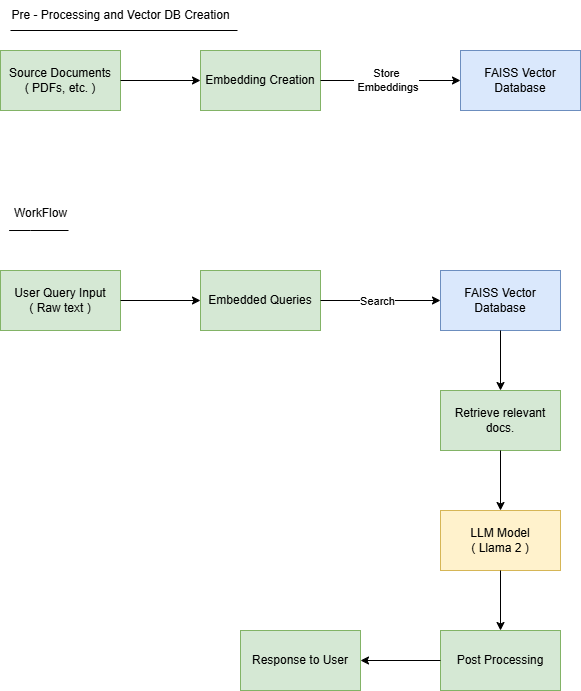 Pre - Processing and Vector DB Creation
Source Documents
( PDFs, etc. )
Embedding Creation
Store
Embeddings
FAISS Vector
Database
WorkFlow
User Query Input
( Raw text )
Embedded Queries
Search
FAISS Vector
Database
Retrieve relevant
docs.
LLM Model
( Llama 2 )
Response to User
Post Processing